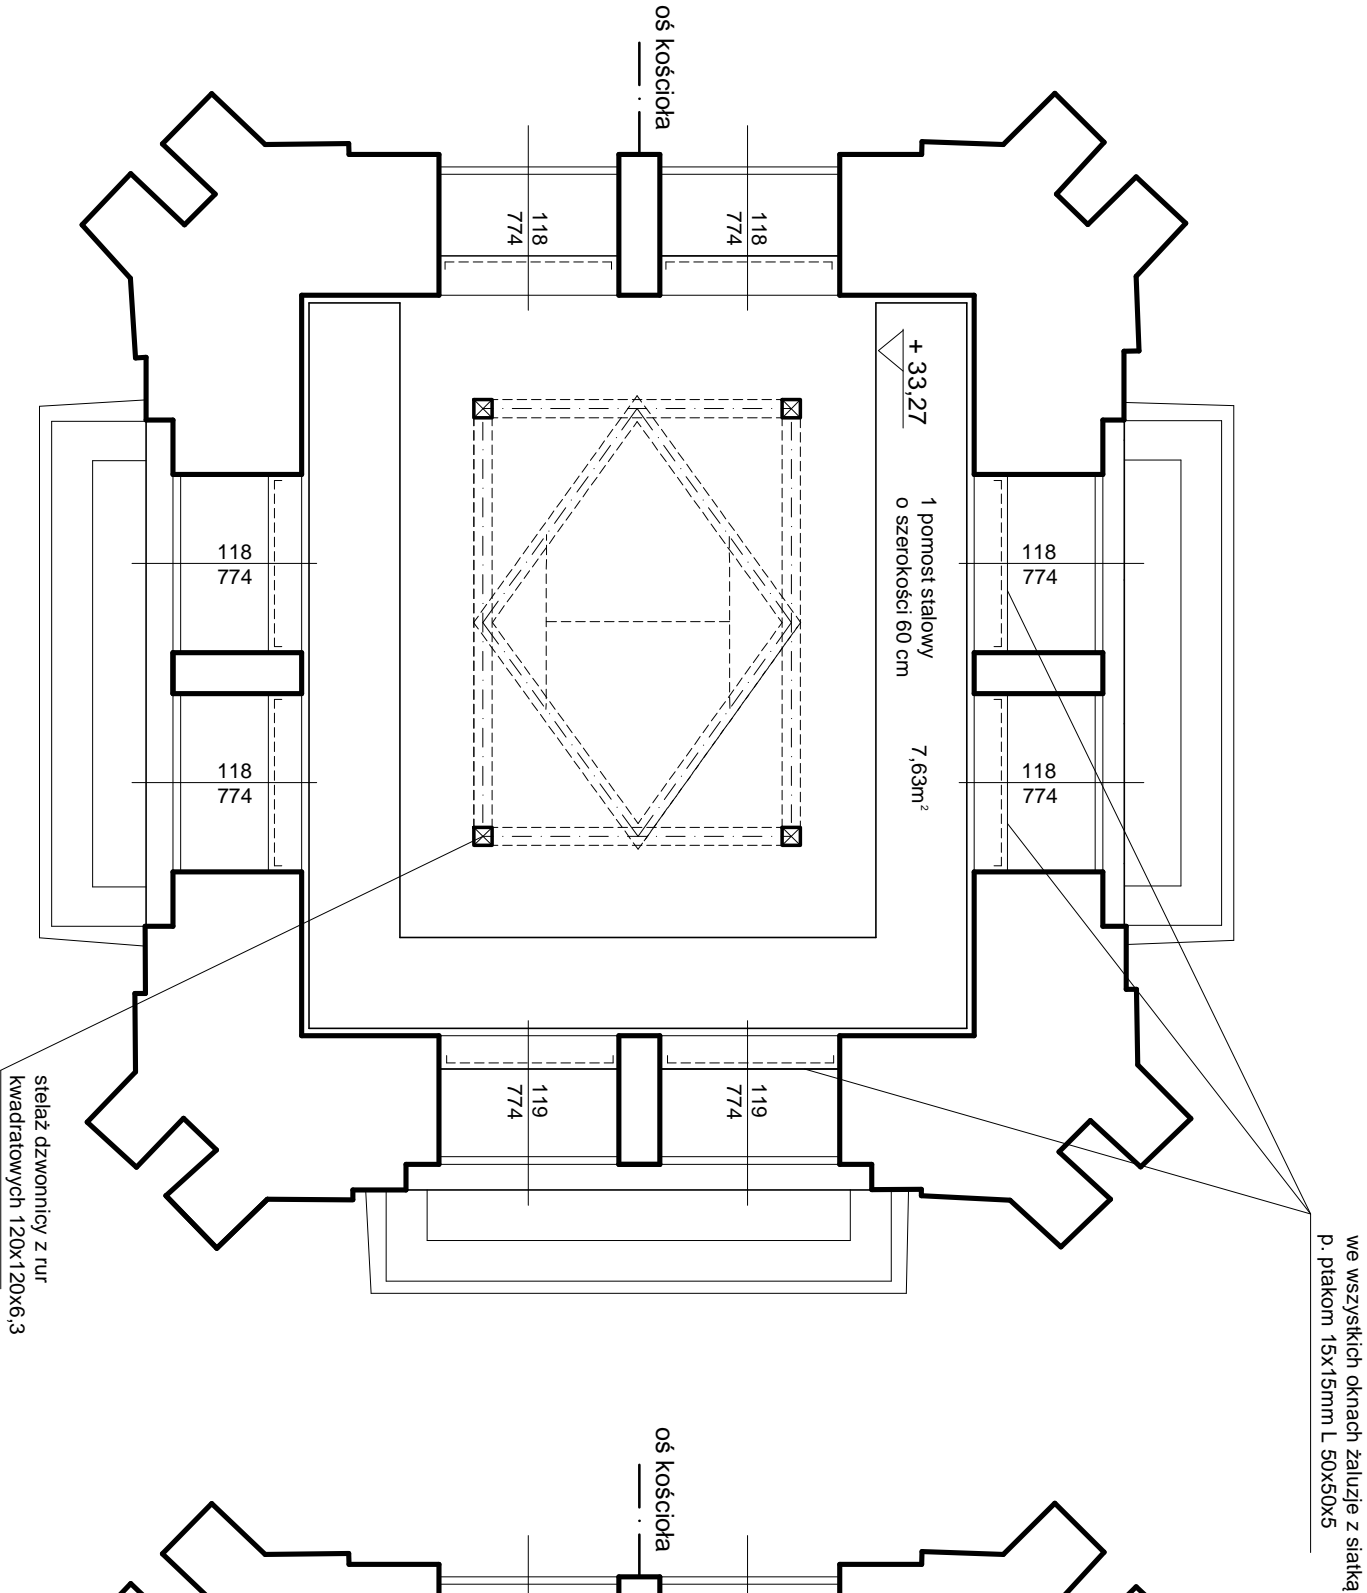 oś kościoła
118
774
118
774
+ 33,27
1 pomost stalowy
o szerokości 60 cm
7,63m²
118
774
118
774
118
774
118
774
119
774
119
774
stelaż dzwonnicy z rur
kwadratowych 120x120x6,3
we wszystkich oknach żaluzje z siatką
p. ptakom 15x15mm L 50x50x5
oś kościoła